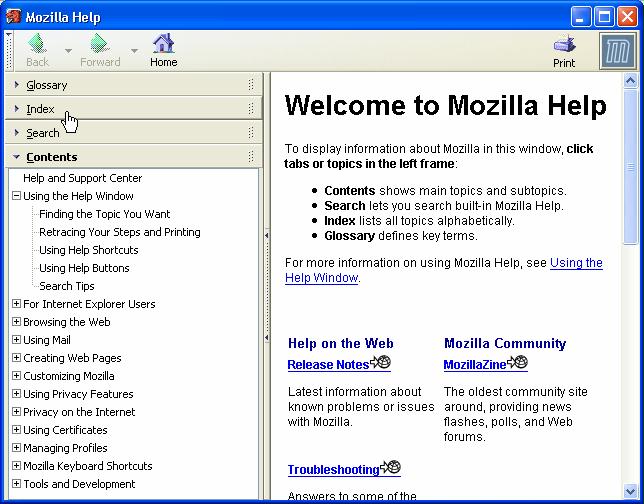 Mozilla Help
Back
Forward
Home
Print
Glossary
Index
Search
Contents
Help and Support Center
Using the Help Window
Finding the Topic You Want
Retracing Your Steps and Printing
Using Help Shortcuts
Using Help Buttons
Search Tips
For Internet Explorer Users
Browsing the Web
Using Mail
Creating Web Pages
Customizing Mozilla
Using Privacy Features
Privacy on the Internet
Using Certificates
Managing Profiles
Mozilla Keyboard Shortcuts
Tools and Development
Welcome to Mozilla Help
To display information about Mozilla in this window, click
tabs or topics in the left frame:
• Contents shows main topics and subtopics.
• Search lets you search built-in Mozilla Help.
• Index lists all topics alphabetically.
• Glossary defines key terms.
For more information on using Mozilla Help, see Using the
Help Window.
Help on the Web
Release Notes
Latest information about
known problems or issues
with Mozilla.
Troubleshooting
Answers to some of the
Mozilla Community
MozillaZine
The oldest community site
around, providing news
flashes, polls, and Web
forums.